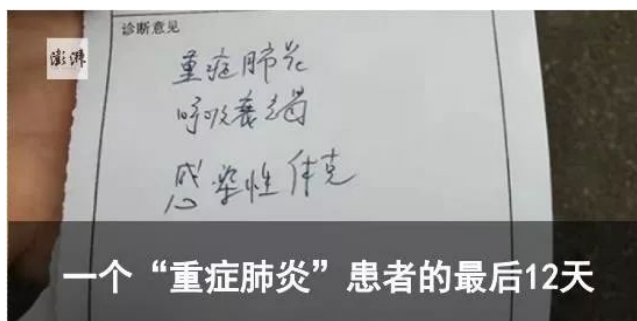 诊断意见
澎湃
重症肺炎
呼吸衰竭
感染性休克
一个“重症肺炎”患者的最后12天